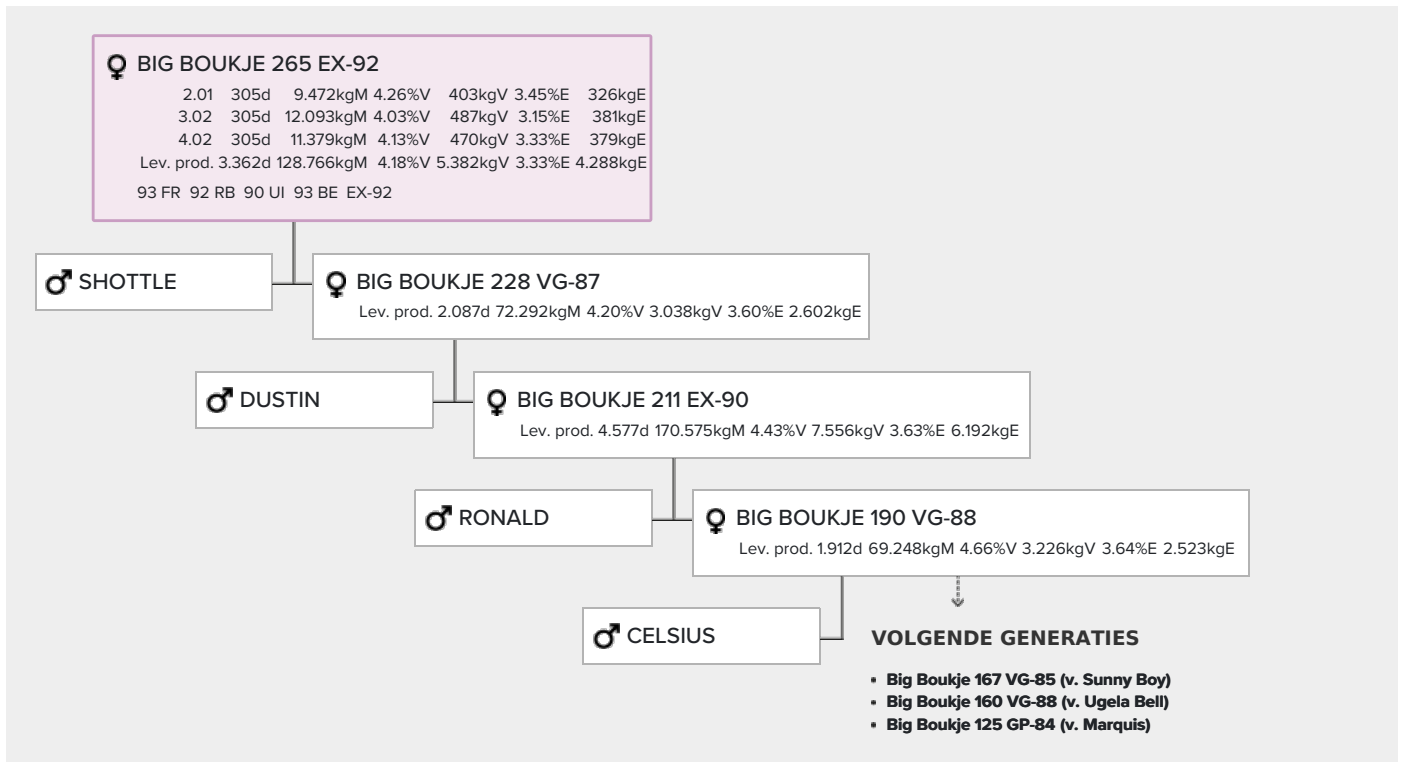 BIG BOUKJE 265 EX-92
2.01 305d 9.472kgM 4.26%V 403kgV 3.45%E 326kgE
3.02 305d 12.093kgM 4.03%V 487kgV 3.15%E 381kgE
4.02 305d 11.379kgM 4.13%V 470kgV 3.33%E 379kgE
Lev. prod. 3.362d 128.766kgM 4.18%V 5.382kgV 3.33%E 4.288kgE
93 FR 92 RB 90 UI 93 BE EX-92
SHOTTLE
BIG BOUKJE 228 VG-87
Lev. prod. 2.087d 72.292kgM 4.20%V 3.038kgV 3.60%E 2.602kgE
DUSTIN
BIG BOUKJE 211 EX-90
Lev. prod. 4.577d 170.575kgM 4.43%V 7.556kgV 3.63%E 6.192kgE
RONALD
BIG BOUKJE 190 VG-88
Lev. prod. 1.912d 69.248kgM 4.66%V 3.226kgV 3.64%E 2.523kgE
CELSIUS
VOLGENDE GENERATIES
• Big Boukje 167 VG-85 (v. Sunny Boy)
• Big Boukje 160 VG-88 (v. Ugela Bell)
• Big Boukje 125 GP-84 (v. Marquis)